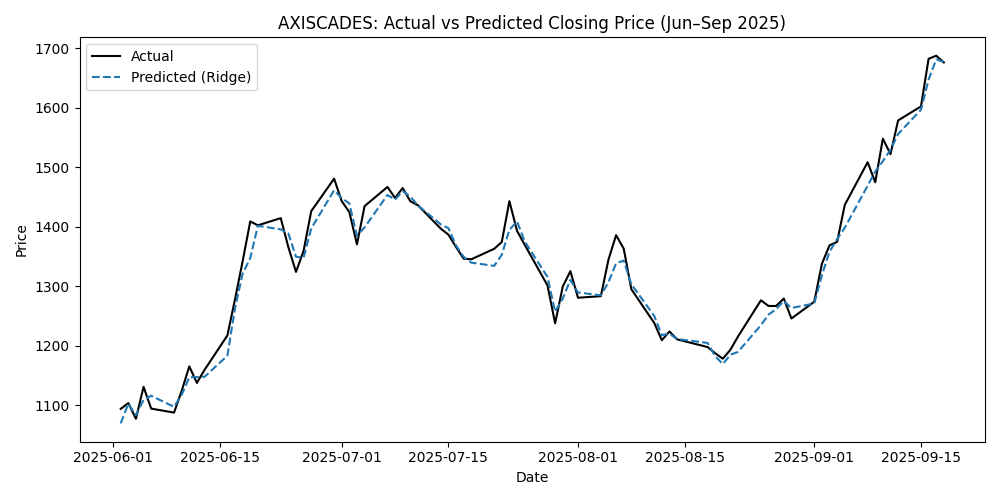 AXISCADES: Actual vs Predicted Closing Price (Jun–Sep 2025)
Actual
Predicted (Ridge)
Price
1700
1600
1500
1400
1300
1200
1100
2025-06-01 2025-06-15 2025-07-01 2025-07-15 2025-08-01 2025-08-15 2025-09-01 2025-09-15
Date